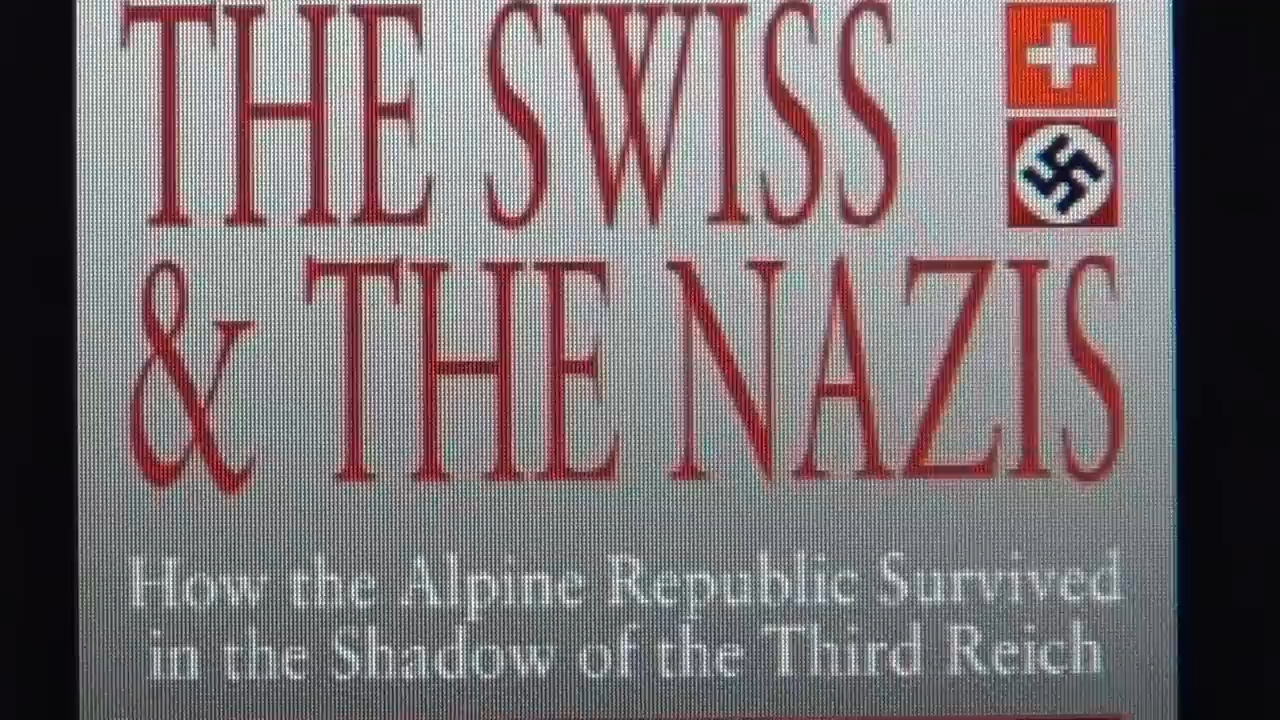 THE SWISS
& THE NAZIS
How the Alpine Republic Survived
in the Shadow of the Third Reich